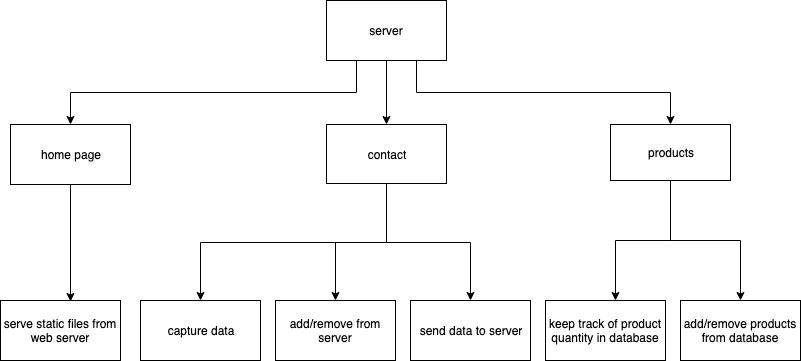 server
home page
contact
products
serve static files from
web server
capture data
add/remove from
server
send data to server
keep track of product
quantity in database
add/remove products
from database